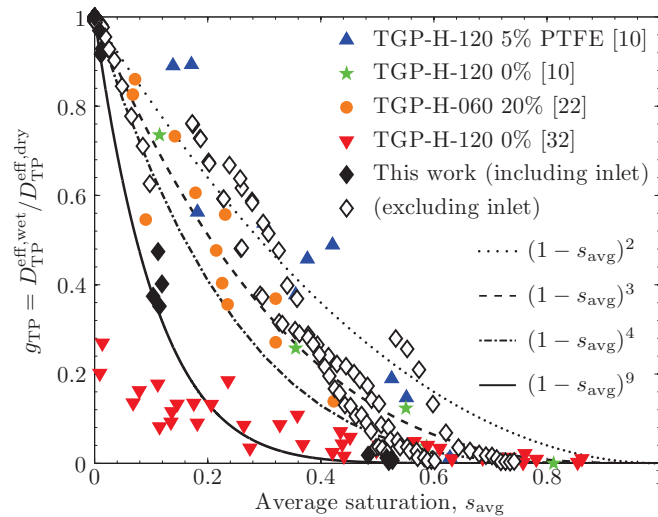 1
0.8
0.6
0.4
0.2
0
0
0.2
0.4
0.6
0.8
g_TP = D_TP^eff,wet / D_TP^eff,dry
Average saturation, s_avg
TGP-H-120 5% PTFE [10]
TGP-H-120 0% [10]
TGP-H-060 20% [22]
TGP-H-120 0% [32]
This work (including inlet)
(excluding inlet)
(1 − s_avg)^2
(1 − s_avg)^3
(1 − s_avg)^4
(1 − s_avg)^9